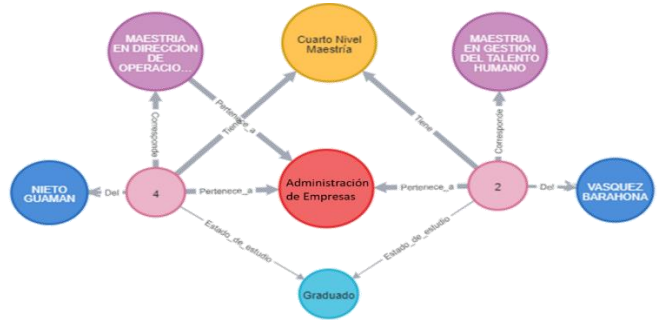 MAESTRIA
EN DIRECCION
DE
OPERACIO...
Cuarto Nivel
Maestría
MAESTRIA
EN GESTION
DEL TALENTO
HUMANO
Corresponde
Pertenece_a
Tiene
Tiene
Corresponde
NIETO
GUAMAN
Del
4
Pertenece_a
Administración
de Empresas
Pertenece_a
2
Del
VASQUEZ
BARAHONA
Estado_de_estudio
Estado_de_estudio
Graduado